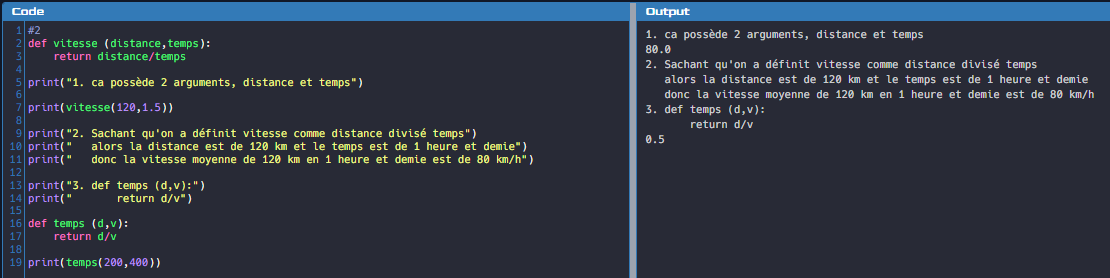 Code
1 #2
2 def vitesse (distance,temps):
3     return distance/temps
4
5 print("1. ca possède 2 arguments, distance et temps")
6
7 print(vitesse(120,1.5))
8
9 print("2. Sachant qu'on a définit vitesse comme distance divisé temps")
10 print("   alors la distance est de 120 km et le temps est de 1 heure et demie")
11 print("   donc la vitesse moyenne de 120 km en 1 heure et demie est de 80 km/h")
12
13 print("3. def temps (d,v):")
14 print("       return d/v")
15
16 def temps (d,v):
17     return d/v
18
19 print(temps(200,400))
Output
1. ca possède 2 arguments, distance et temps
80.0
2. Sachant qu'on a définit vitesse comme distance divisé temps
   alors la distance est de 120 km et le temps est de 1 heure et demie
   donc la vitesse moyenne de 120 km en 1 heure et demie est de 80 km/h
3. def temps (d,v):
       return d/v
0.5